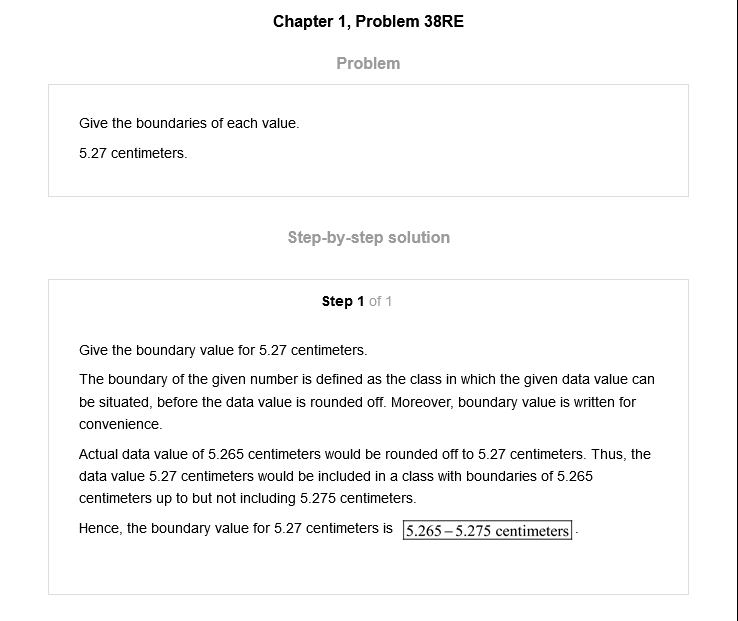 Chapter 1, Problem 38RE
Problem
Give the boundaries of each value.
5.27 centimeters.
Step-by-step solution
Step 1 of 1
Give the boundary value for 5.27 centimeters.
The boundary of the given number is defined as the class in which the given data value can
be situated, before the data value is rounded off. Moreover, boundary value is written for
convenience.
Actual data value of 5.265 centimeters would be rounded off to 5.27 centimeters. Thus, the
data value 5.27 centimeters would be included in a class with boundaries of 5.265
centimeters up to but not including 5.275 centimeters.
Hence, the boundary value for 5.27 centimeters is 5.265 – 5.275 centimeters.